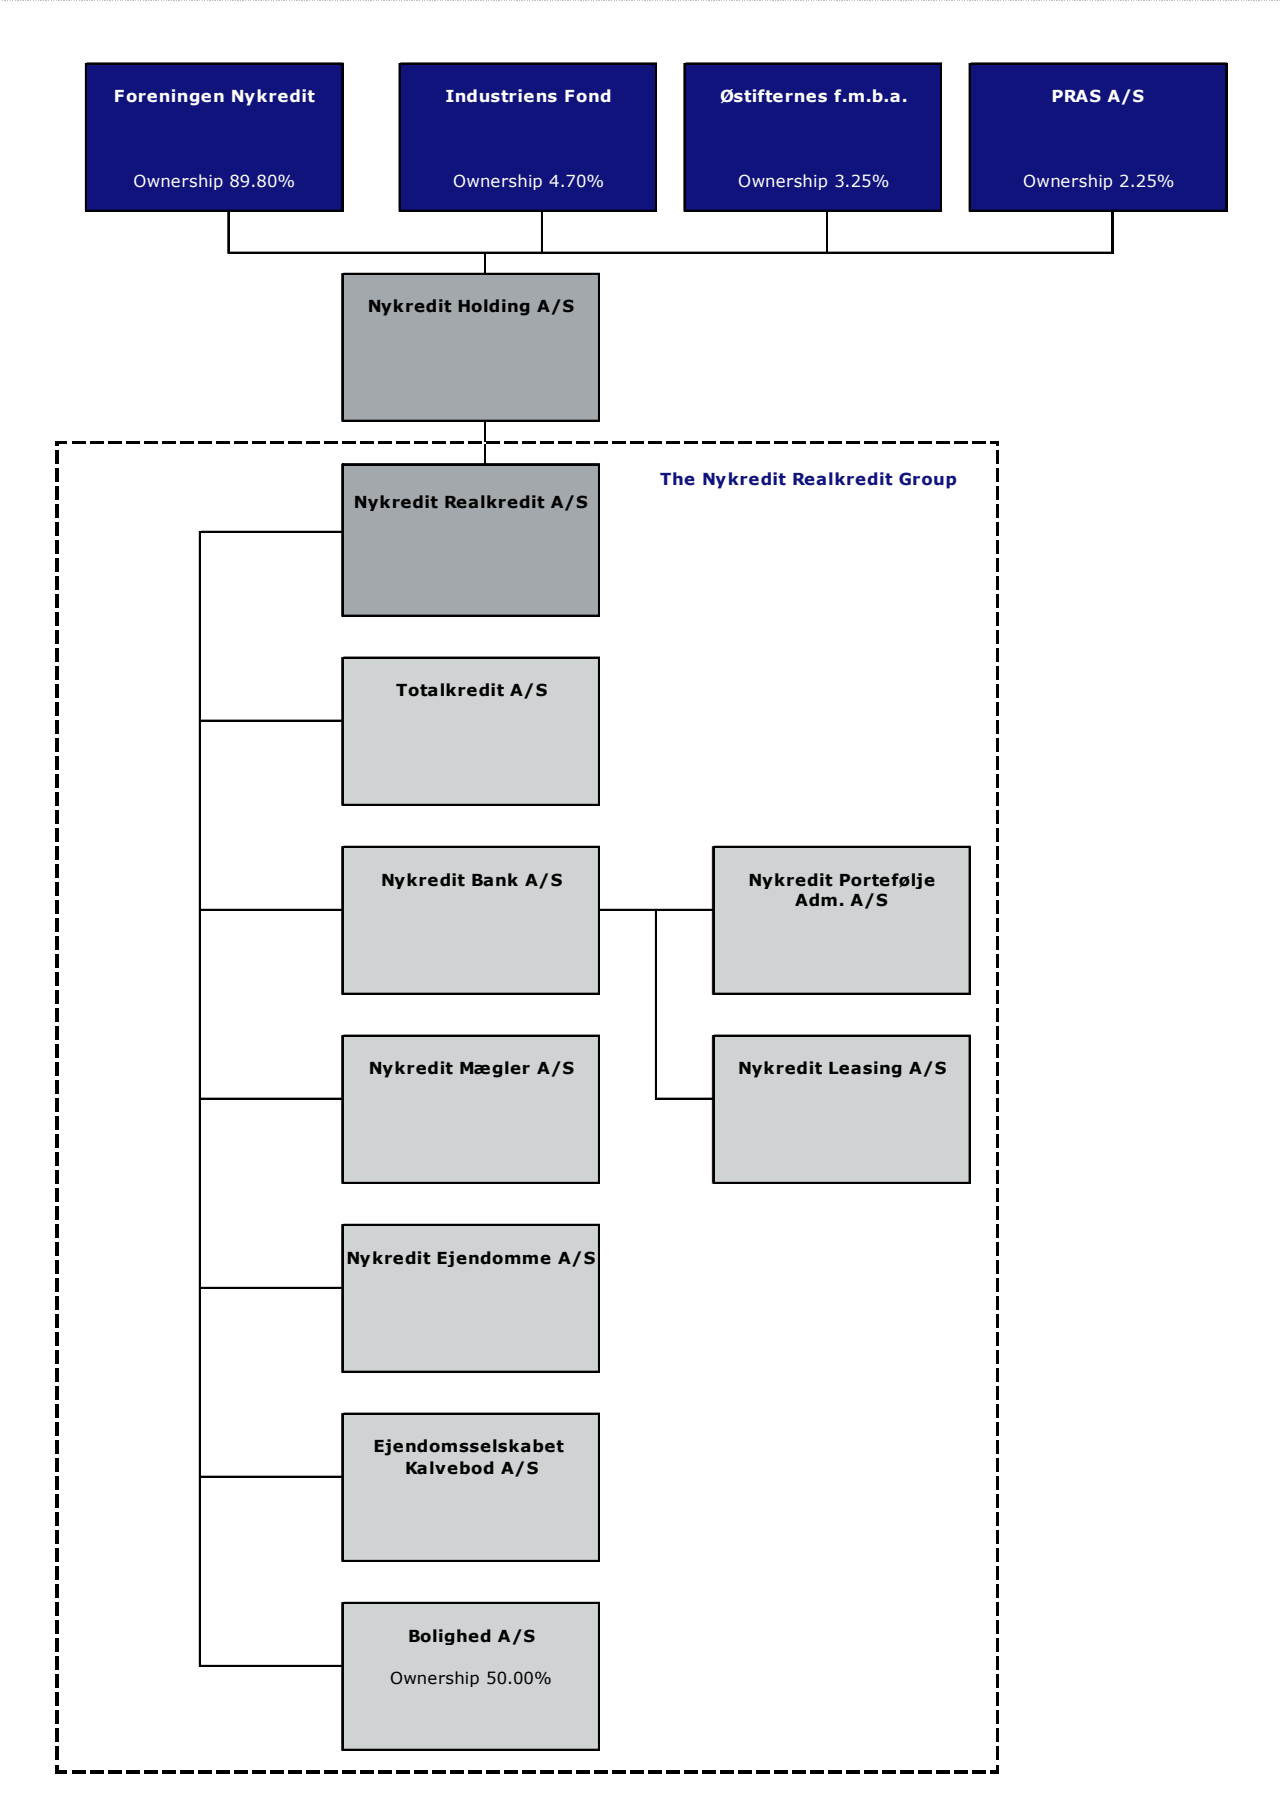 Foreningen Nykredit
Ownership 89.80%
Industriens Fond
Ownership 4.70%
Østifternes f.m.b.a.
Ownership 3.25%
PRAS A/S
Ownership 2.25%
Nykredit Holding A/S
The Nykredit Realkredit Group
Nykredit Realkredit A/S
Totalkredit A/S
Nykredit Bank A/S
Nykredit Portefølje
Adm. A/S
Nykredit Mægler A/S
Nykredit Leasing A/S
Nykredit Ejendomme A/S
Ejendomsselskabet
Kalvebod A/S
Bolighed A/S
Ownership 50.00%